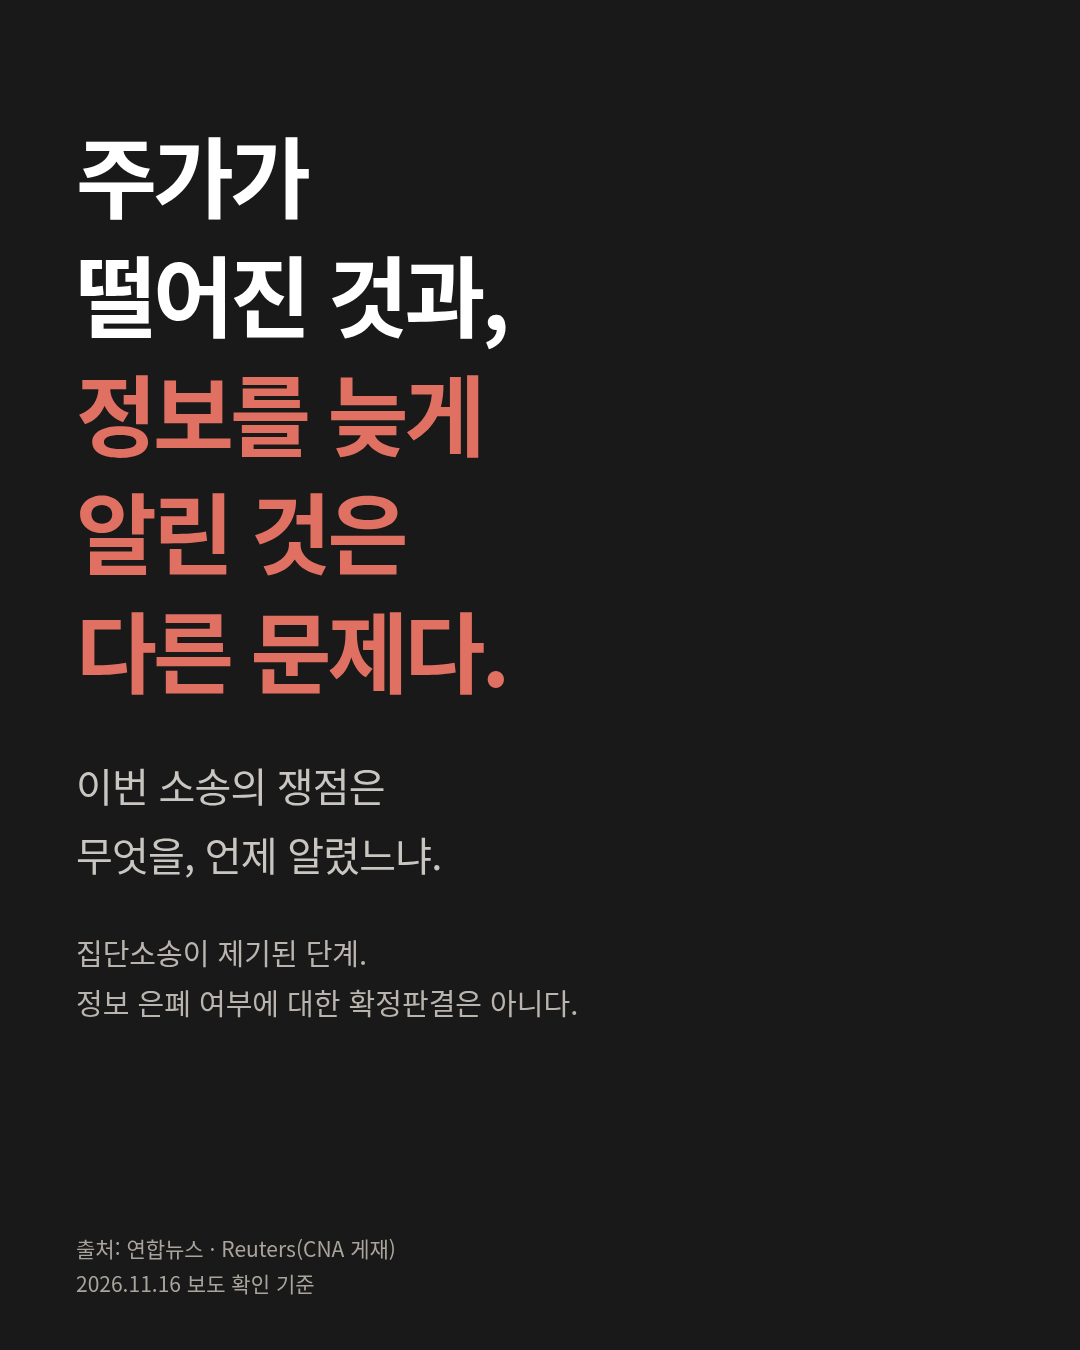 주가가
떨어진 것과,
정보를 늦게
알린 것은
다른 문제다.
이번 소송의 쟁점은
무엇을, 언제 알렸느냐.
집단소송이 제기된 단계.
정보 은폐 여부에 대한 확정판결은 아니다.
출처: 연합뉴스 · Reuters(CNA 게재)
2026.11.16 보도 확인 기준